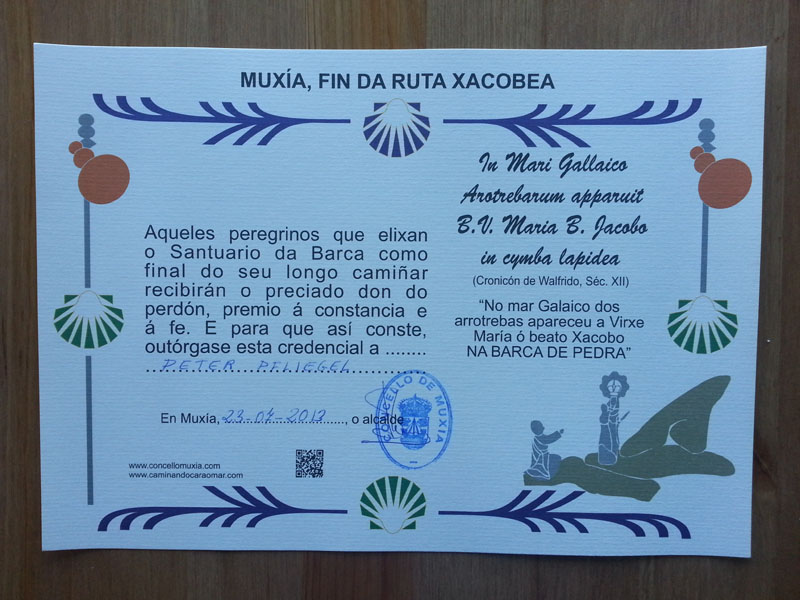 MUXÍA, FIN DA RUTA XACOBEA
Aqueles peregrinos que elixan
o Santuario da Barca como
final do seu longo camiñar
recibirán o preciado don do
perdón, premio á constancia e
á fe. E para que así conste,
outórgase esta credencial a ........
PETER PFLIEGEL
En Muxía, 23-07-2013, o alcalde
CONCELLO DE MUXIA
www.concellomuxia.com
www.caminandocaraomar.com
In Mari Gallaico
Arotrebarum apparuit
B.V. Maria B. Jacobo
in cymba lapidea
(Cronicón de Walfrido, Séc. XII)
“No mar Galaico dos
arrotrebas apareceu a Virxe
María ó beato Xacobo
NA BARCA DE PEDRA”